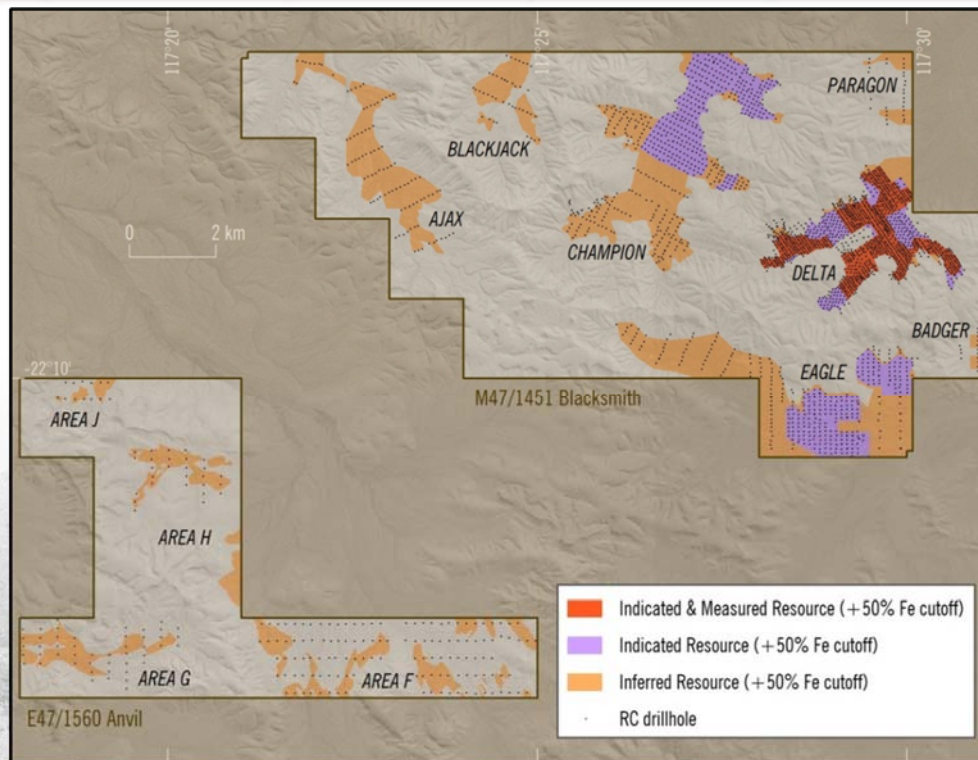 117°20'
117°25'
117°30'
PARAGON
BLACKJACK
AJAX
0 2 km
CHAMPION
DELTA
BADGER
-22°10'
EAGLE
M47/1451 Blacksmith
AREA J
AREA H
Indicated & Measured Resource (+50% Fe cutoff)
Indicated Resource (+50% Fe cutoff)
Inferred Resource (+50% Fe cutoff)
RC drillhole
AREA G
AREA F
E47/1560 Anvil